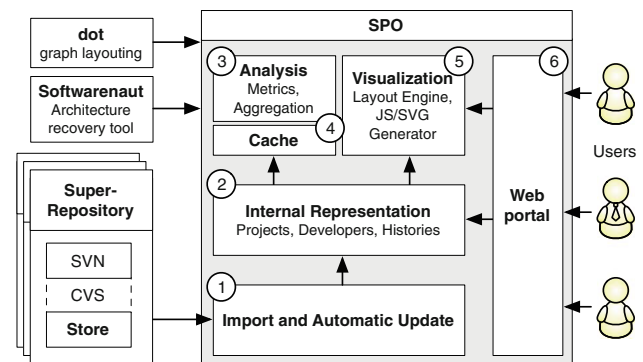 dot
graph layouting
Softwarenaut
Architecture
recovery tool
Super-
Repository
SVN
CVS
Store
SPO
3
Analysis
Metrics,
Aggregation
4
Cache
5
Visualization
Layout Engine,
JS/SVG
Generator
2
Internal Representation
Projects, Developers, Histories
1
Import and Automatic Update
6
Web
portal
Users